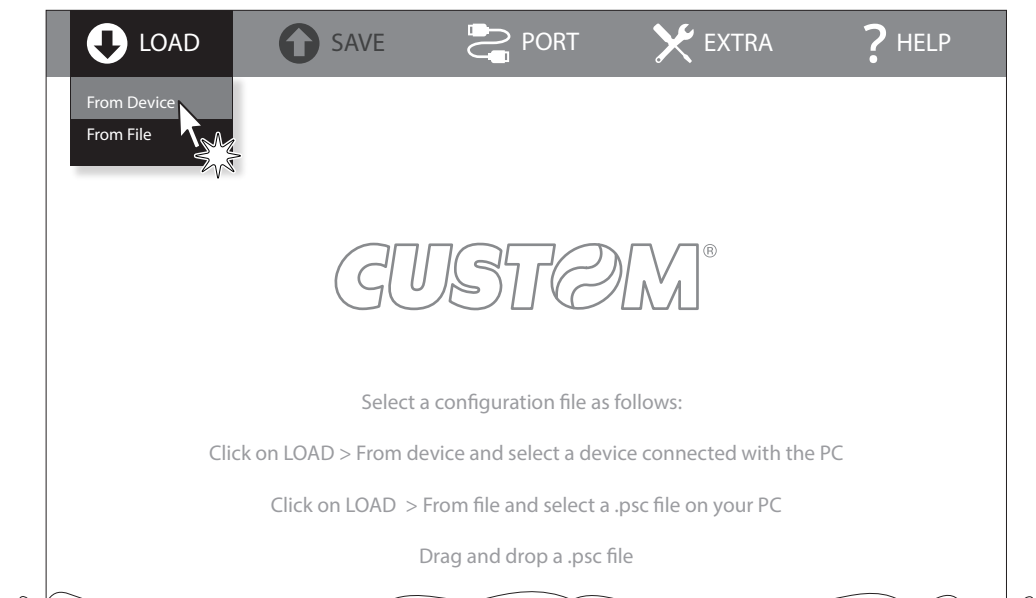 LOAD SAVE PORT EXTRA HELP
From Device
From File
CUSTOM®
Select a configuration file as follows:
Click on LOAD > From device and select a device connected with the PC
Click on LOAD > From file and select a .psc file on your PC
Drag and drop a .psc file